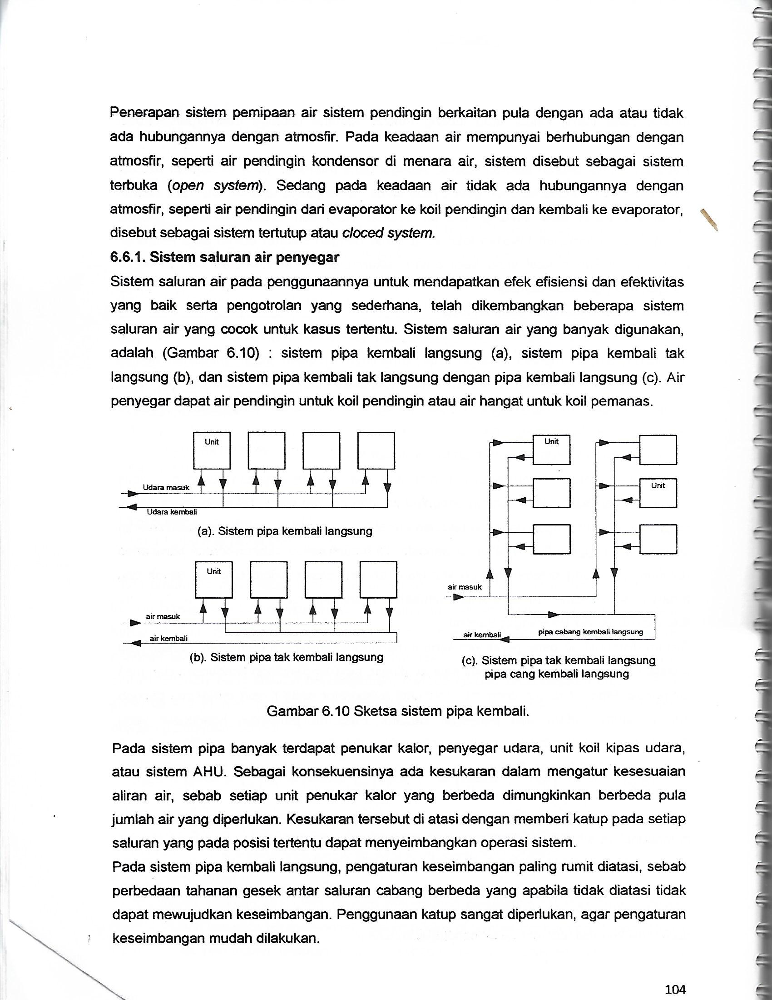 Penerapan sistem pemipaan air sistem pendingin berkaitan pula dengan ada atau tidak
ada hubungannya dengan atmosfir. Pada keadaan air mempunyai berhubungan dengan
atmosfir, seperti air pendingin kondensor di menara air, sistem disebut sebagai sistem
terbuka (open system). Sedang pada keadaan air tidak ada hubungannya dengan
atmosfir, seperti air pendingin dari evaporator ke koil pendingin dan kembali ke evaporator,
disebut sebagai sistem tertutup atau cloced system.
6.6.1. Sistem saluran air penyegar
Sistem saluran air pada penggunaannya untuk mendapatkan efek efisiensi dan efektivitas
yang baik serta pengotrolan yang sederhana, telah dikembangkan beberapa sistem
saluran air yang cocok untuk kasus tertentu. Sistem saluran air yang banyak digunakan,
adalah (Gambar 6.10) : sistem pipa kembali langsung (a), sistem pipa kembali tak
langsung (b), dan sistem pipa kembali tak langsung dengan pipa kembali langsung (c). Air
penyegar dapat air pendingin untuk koil pendingin atau air hangat untuk koil pemanas.
Unit
Udara masuk
Udara kembali
(a). Sistem pipa kembali langsung
Unit
air masuk
air kembali
(b). Sistem pipa tak kembali langsung
Unit
Unit
air masuk
air kembali
pipa cabang kembali langsung
(c). Sistem pipa tak kembali langsung
pipa cang kembali langsung
Gambar 6.10 Sketsa sistem pipa kembali.
Pada sistem pipa banyak terdapat penukar kalor, penyegar udara, unit koil kipas udara,
atau sistem AHU. Sebagai konsekuensinya ada kesukaran dalam mengatur kesesuaian
aliran air, sebab setiap unit penukar kalor yang berbeda dimungkinkan berbeda pula
jumlah air yang diperlukan. Kesukaran tersebut di atasi dengan memberi katup pada setiap
saluran yang pada posisi tertentu dapat menyeimbangkan operasi sistem.
Pada sistem pipa kembali langsung, pengaturan keseimbangan paling rumit diatasi, sebab
perbedaan tahanan gesek antar saluran cabang berbeda yang apabila tidak diatasi tidak
dapat mewujudkan keseimbangan. Penggunaan katup sangat diperlukan, agar pengaturan
keseimbangan mudah dilakukan.
104